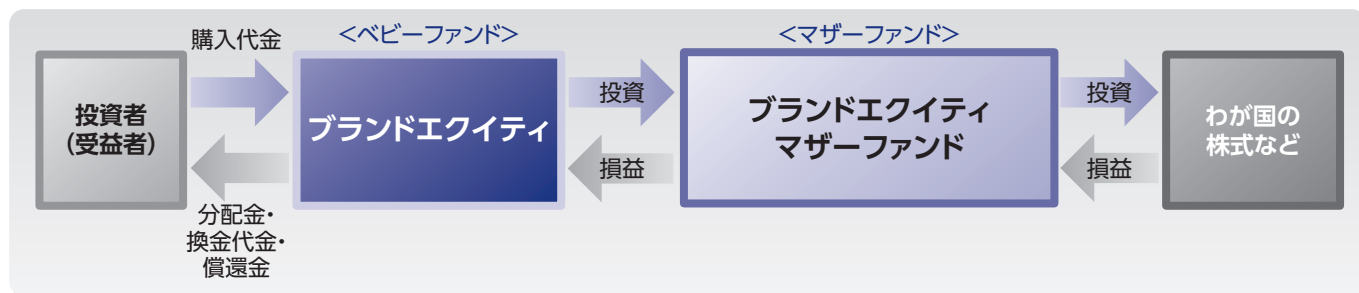 購入代金
投資者
(受益者)
分配金・
換金代金・
償還金
<ベビーファンド>
ブランドエクイティ
投資
損益
<マザーファンド>
ブランドエクイティ
マザーファンド
投資
損益
わが国の
株式など